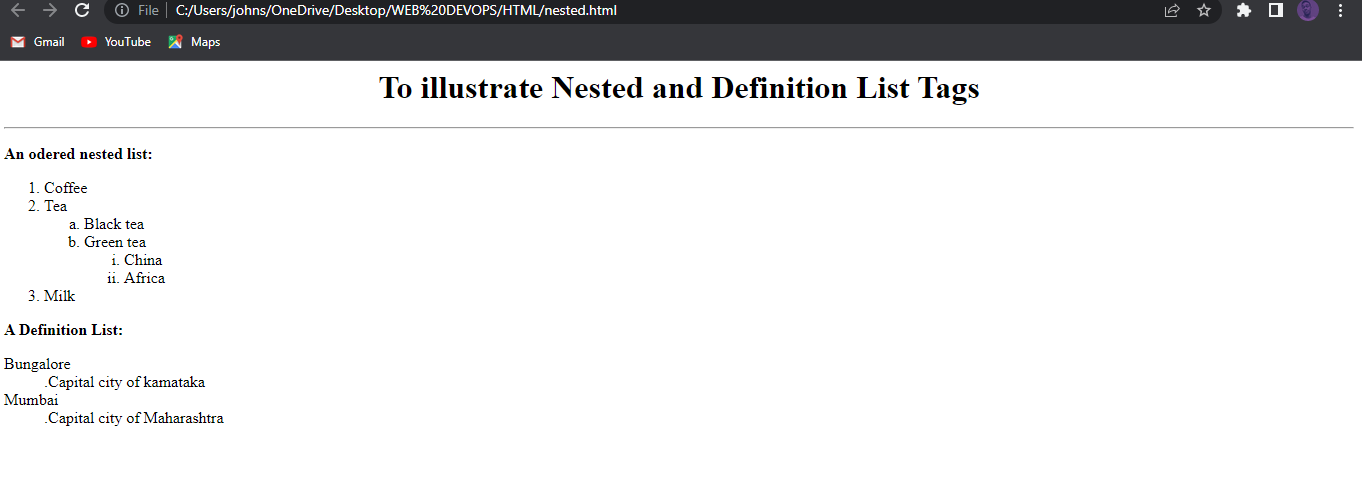 File | C:/Users/johns/OneDrive/Desktop/WEB%20DEVOPS/HTML/nested.html
Gmail YouTube Maps
To illustrate Nested and Definition List Tags
An odered nested list:
1. Coffee
2. Tea
a. Black tea
b. Green tea
i. China
ii. Africa
3. Milk
A Definition List:
Bungalore
.Capital city of kamataka
Mumbai
.Capital city of Maharashtra